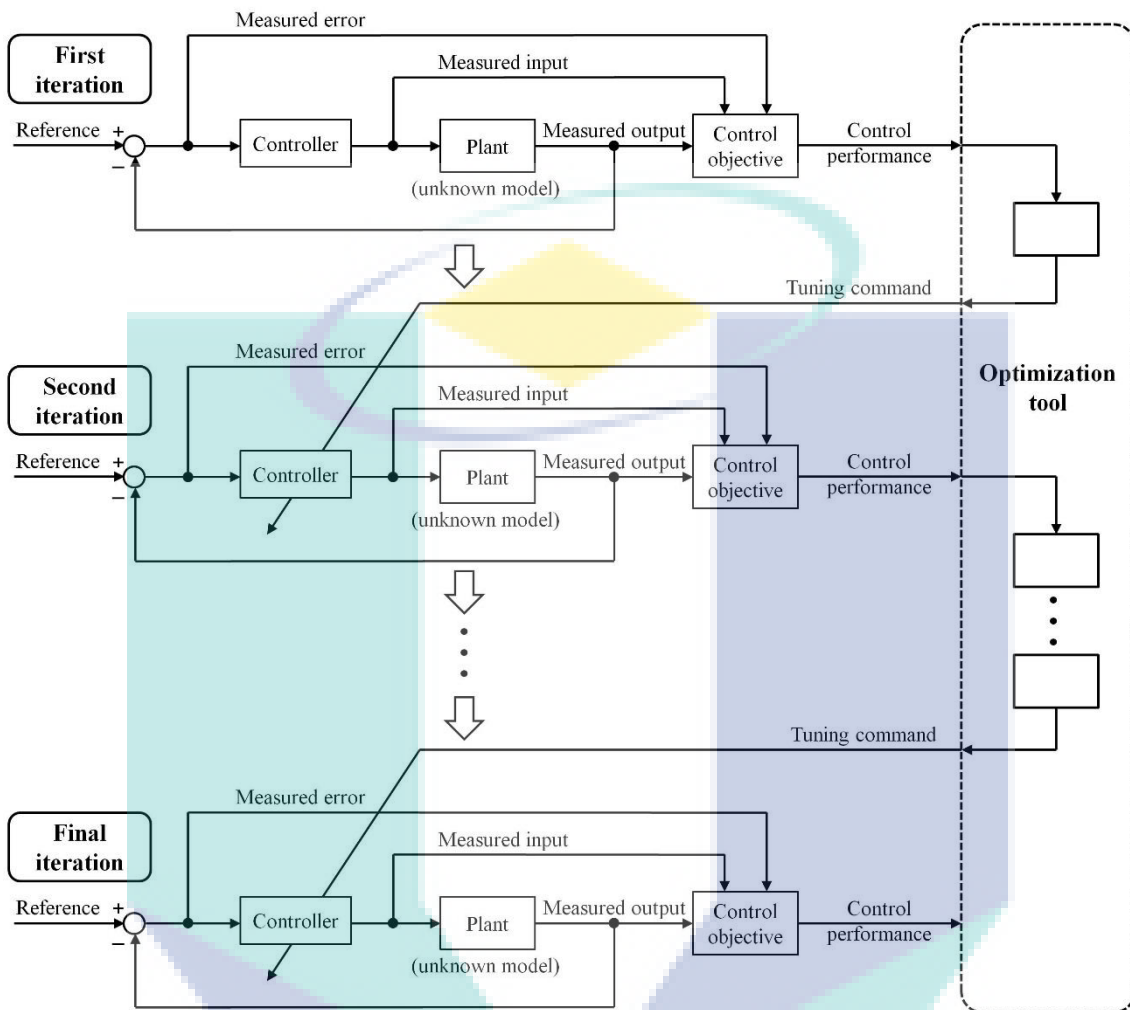 Measured error
First
iteration
Measured input
Reference
+
−
Controller
Plant
(unknown model)
Measured output
Control
objective
Control
performance
Tuning command
Optimization
tool
Measured error
Second
iteration
Measured input
Reference
+
−
Controller
Plant
(unknown model)
Measured output
Control
objective
Control
performance
Tuning command
Measured error
Final
iteration
Measured input
Reference
+
−
Controller
Plant
(unknown model)
Measured output
Control
objective
Control
performance